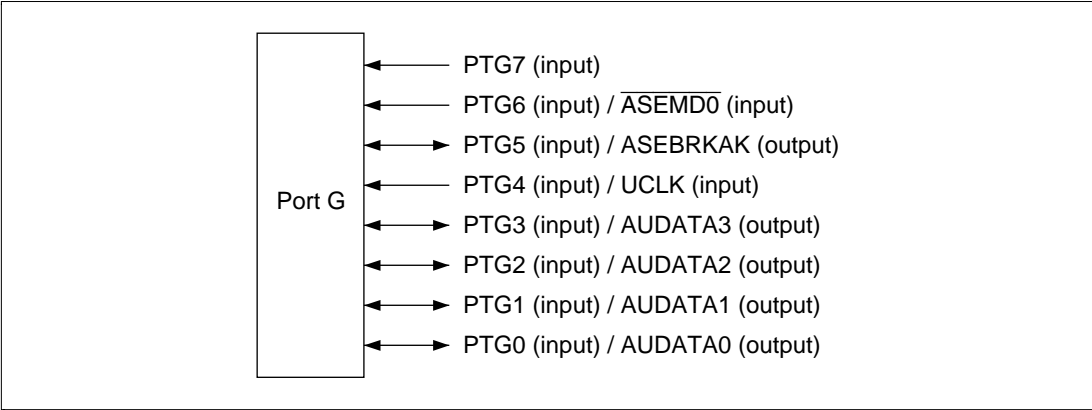 Port G
PTG7 (input)
PTG6 (input) / A̅S̅E̅M̅D̅0̅ (input)
PTG5 (input) / ASEBRKAK (output)
PTG4 (input) / UCLK (input)
PTG3 (input) / AUDATA3 (output)
PTG2 (input) / AUDATA2 (output)
PTG1 (input) / AUDATA1 (output)
PTG0 (input) / AUDATA0 (output)